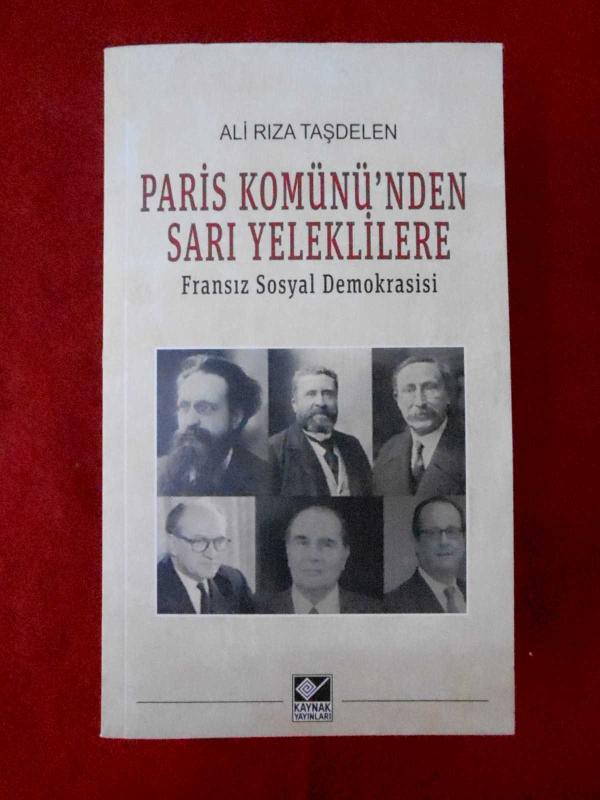 ALİ RIZA TAŞDELEN
PARİS KOMÜNÜ'NDEN
SARI YELEKLİLERE
Fransız Sosyal Demokrasisi
KAYNAK
YAYINLARI